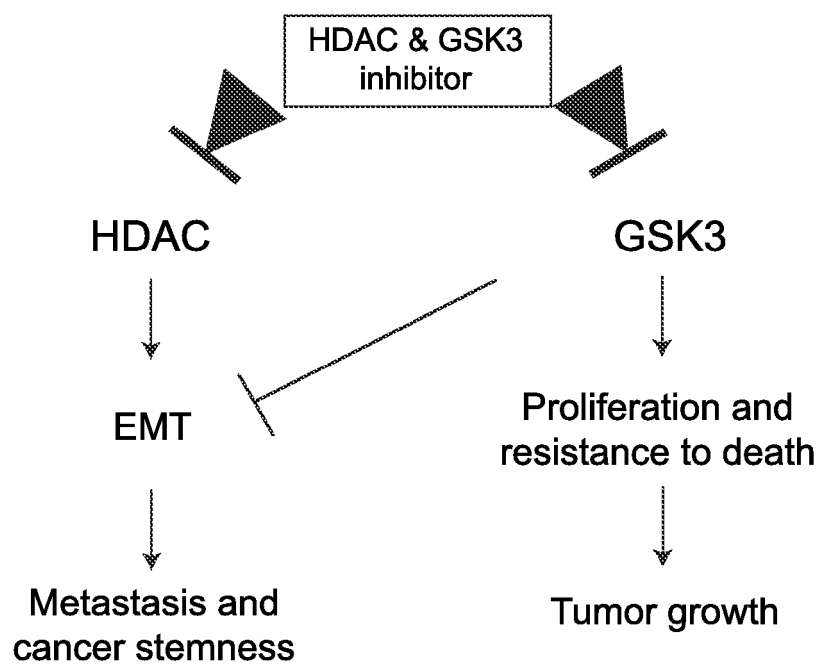 HDAC & GSK3
inhibitor
HDAC
GSK3
EMT
Proliferation and
resistance to death
Metastasis and
cancer stemness
Tumor growth